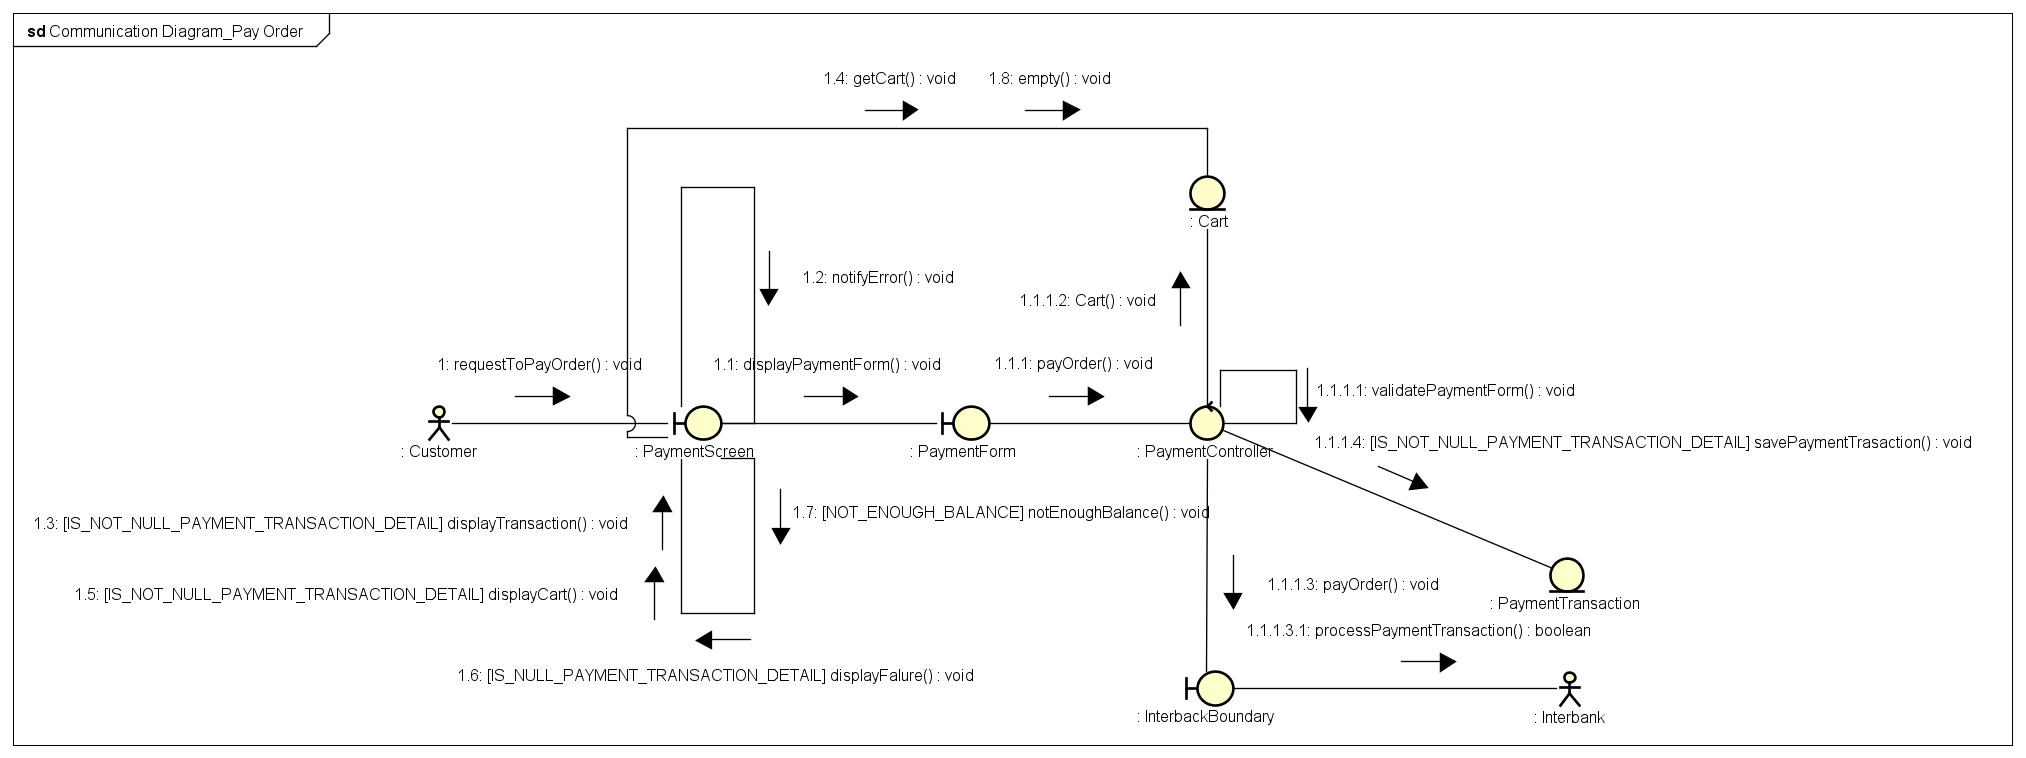 sd Communication Diagram_Pay Order
1.4: getCart() : void
1.8: empty() : void
: Cart
1.2: notifyError() : void
1.1.1.2: Cart() : void
1: requestToPayOrder() : void
1.1: displayPaymentForm() : void
1.1.1: payOrder() : void
1.1.1.1: validatePaymentForm() : void
: Customer
: PaymentScreen
: PaymentForm
: PaymentController
1.1.1.4: [IS_NOT_NULL_PAYMENT_TRANSACTION_DETAIL] savePaymentTrasaction() : void
1.3: [IS_NOT_NULL_PAYMENT_TRANSACTION_DETAIL] displayTransaction() : void
1.7: [NOT_ENOUGH_BALANCE] notEnoughBalance() : void
1.5: [IS_NOT_NULL_PAYMENT_TRANSACTION_DETAIL] displayCart() : void
1.1.1.3: payOrder() : void
: PaymentTransaction
1.1.1.3.1: processPaymentTransaction() : boolean
1.6: [IS_NULL_PAYMENT_TRANSACTION_DETAIL] displayFalure() : void
: InterbackBoundary
: Interbank